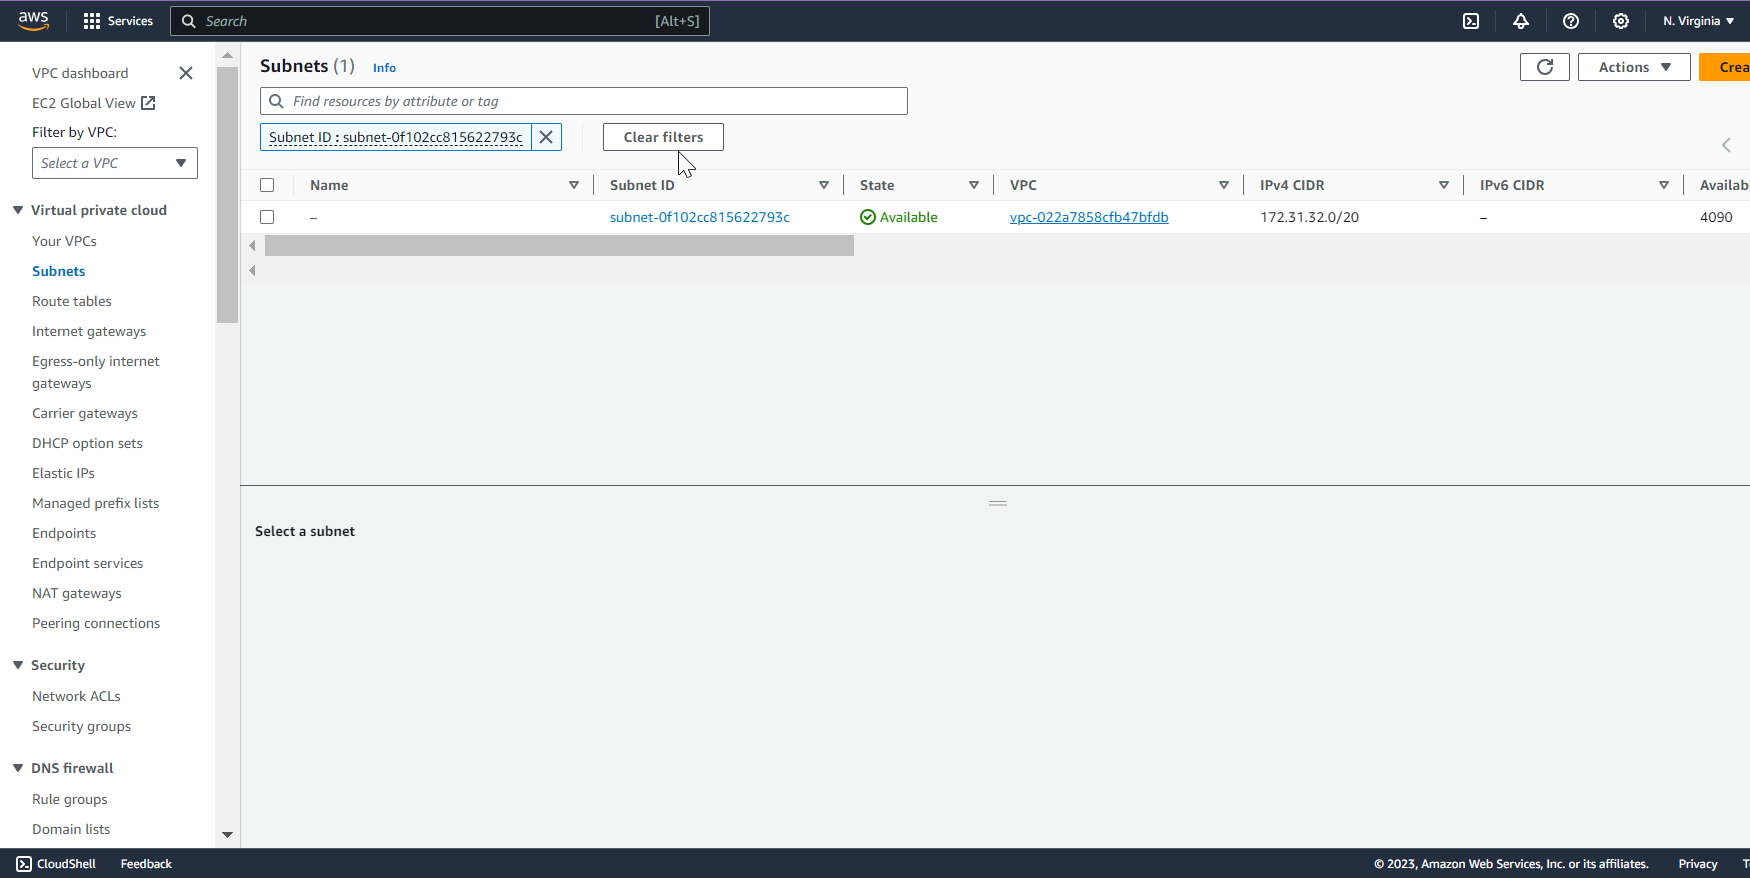 aws
Services
Search [Alt+S]
N. Virginia
VPC dashboard
EC2 Global View
Filter by VPC:
Select a VPC
Virtual private cloud
Your VPCs
Subnets
Route tables
Internet gateways
Egress-only internet
gateways
Carrier gateways
DHCP option sets
Elastic IPs
Managed prefix lists
Endpoints
Endpoint services
NAT gateways
Peering connections
Security
Network ACLs
Security groups
DNS firewall
Rule groups
Domain lists
Subnets (1) Info
Actions
Crea
Find resources by attribute or tag
Subnet ID : subnet-0f102cc815622793c
Clear filters
Name Subnet ID State VPC IPv4 CIDR IPv6 CIDR Availab
– subnet-0f102cc815622793c Available vpc-022a7858cfb47bfdb 172.31.32.0/20 – 4090
Select a subnet
CloudShell Feedback © 2023, Amazon Web Services, Inc. or its affiliates. Privacy T